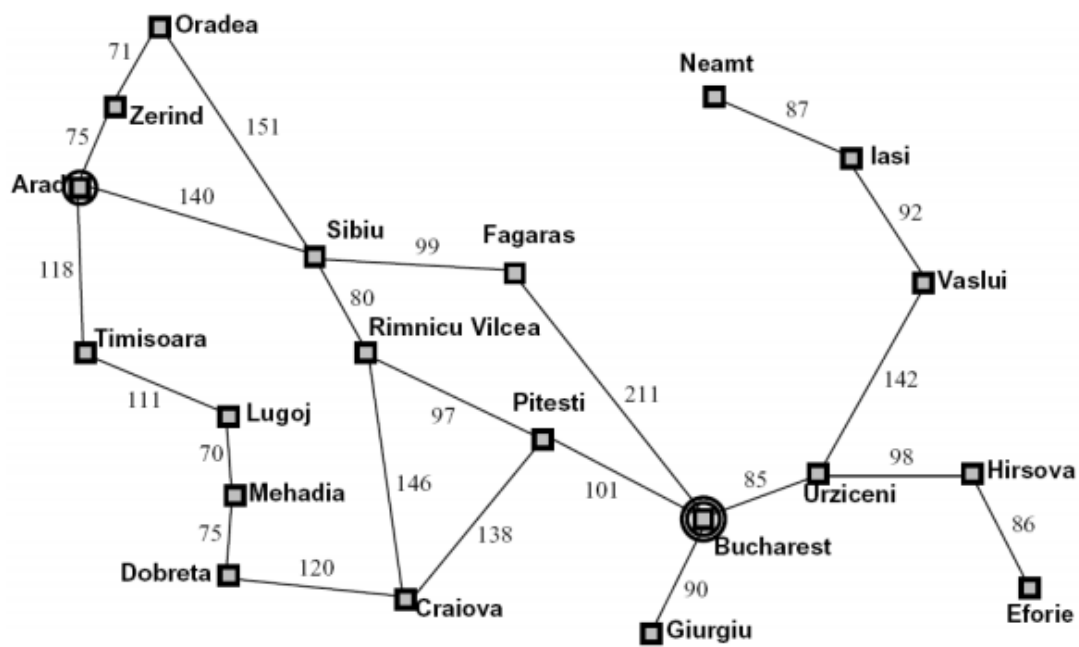 Oradea
71
Neamt
Zerind
87
75
151
Iasi
Arad
140
92
Sibiu
Fagaras
99
118
Vaslui
80
Timisoara
Rimnicu Vilcea
142
111
211
Lugoj
97
Pitesti
70
98
Hirsova
85
Urziceni
Mehadia
146
101
86
75
138
Bucharest
Dobreta
120
90
Craiova
Eforie
Giurgiu